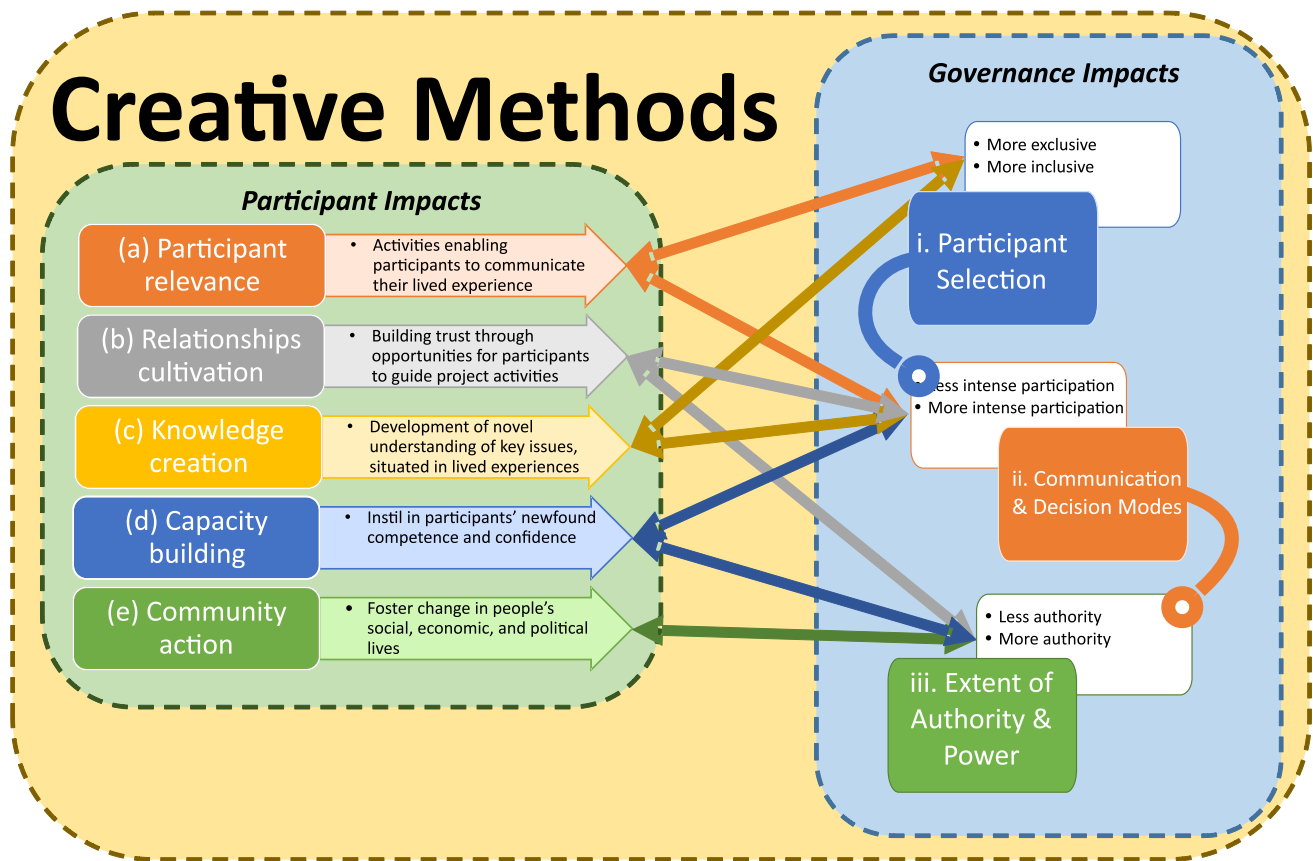 Creative Methods
Participant Impacts
(a) Participant
relevance
• Activities enabling
participants to communicate
their lived experience
(b) Relationships
cultivation
• Building trust through
opportunities for participants
to guide project activities
(c) Knowledge
creation
• Development of novel
understanding of key issues,
situated in lived experiences
(d) Capacity
building
• Instil in participants’ newfound
competence and confidence
(e) Community
action
• Foster change in people’s
social, economic, and political
lives
Governance Impacts
• More exclusive
• More inclusive
i. Participant
Selection
• Less intense participation
• More intense participation
ii. Communication
& Decision Modes
• Less authority
• More authority
iii. Extent of
Authority &
Power